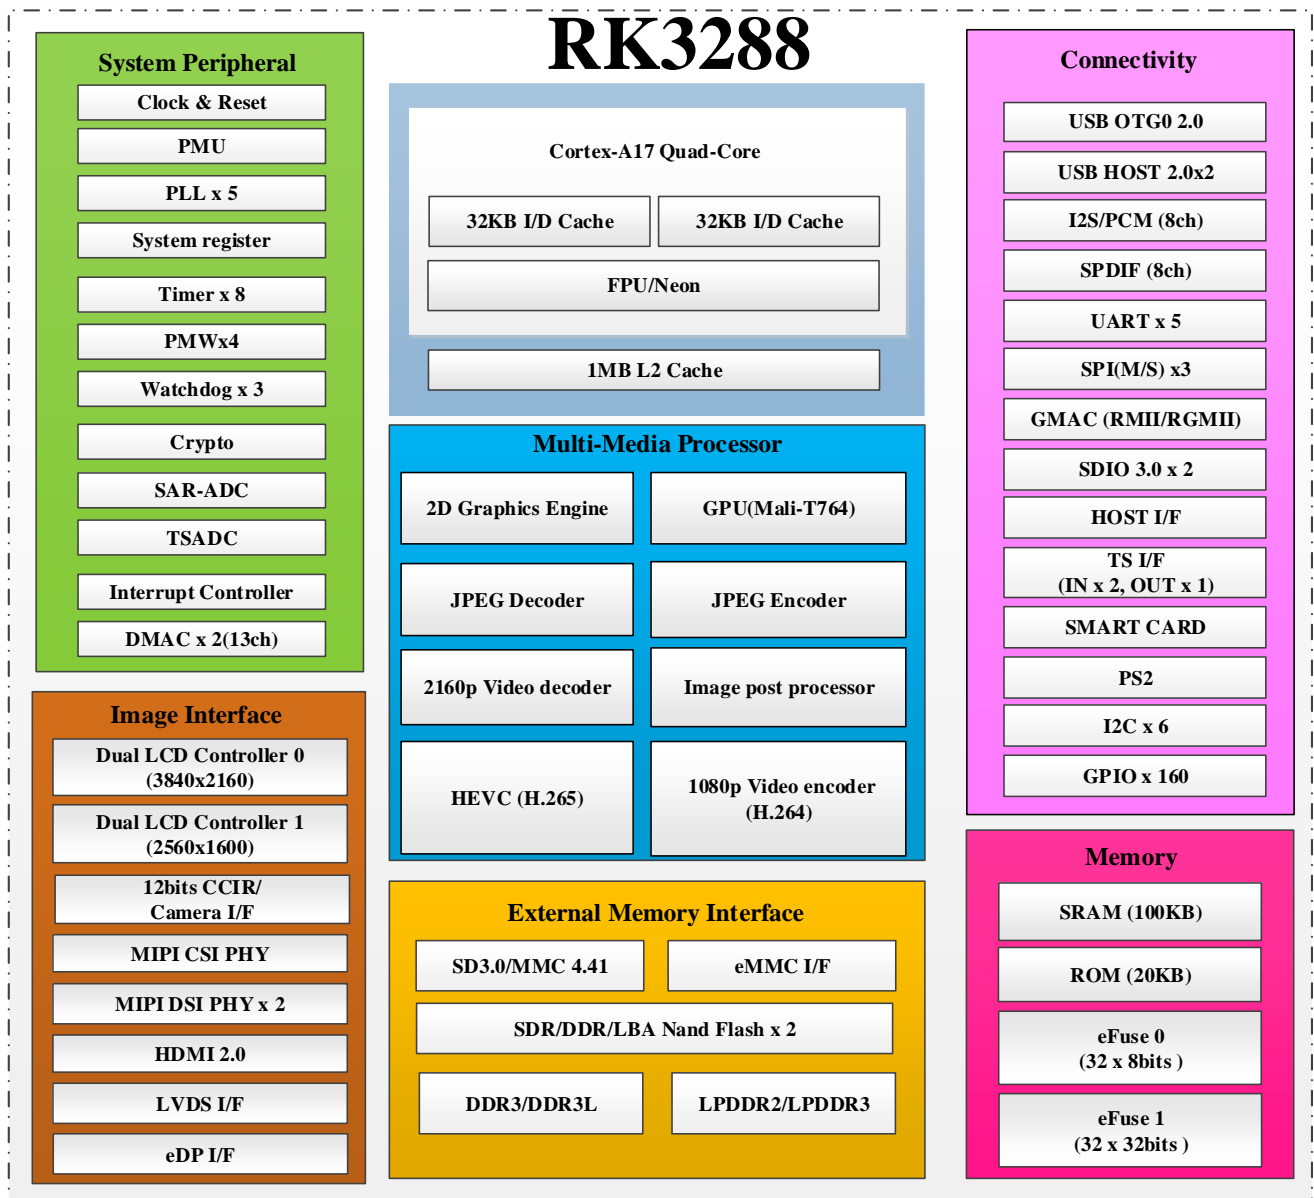 RK3288
System Peripheral
Clock & Reset
PMU
PLL x 5
System register
Timer x 8
PMWx4
Watchdog x 3
Crypto
SAR-ADC
TSADC
Interrupt Controller
DMAC x 2(13ch)
Image Interface
Dual LCD Controller 0
(3840x2160)
Dual LCD Controller 1
(2560x1600)
12bits CCIR/
Camera I/F
MIPI CSI PHY
MIPI DSI PHY x 2
HDMI 2.0
LVDS I/F
eDP I/F
Cortex-A17 Quad-Core
32KB I/D Cache
32KB I/D Cache
FPU/Neon
1MB L2 Cache
Multi-Media Processor
2D Graphics Engine
GPU(Mali-T764)
JPEG Decoder
JPEG Encoder
2160p Video decoder
Image post processor
HEVC (H.265)
1080p Video encoder
(H.264)
External Memory Interface
SD3.0/MMC 4.41
eMMC I/F
SDR/DDR/LBA Nand Flash x 2
DDR3/DDR3L
LPDDR2/LPDDR3
Connectivity
USB OTG0 2.0
USB HOST 2.0x2
I2S/PCM (8ch)
SPDIF (8ch)
UART x 5
SPI(M/S) x3
GMAC (RMII/RGMII)
SDIO 3.0 x 2
HOST I/F
TS I/F
(IN x 2, OUT x 1)
SMART CARD
PS2
I2C x 6
GPIO x 160
Memory
SRAM (100KB)
ROM (20KB)
eFuse 0
(32 x 8bits )
eFuse 1
(32 x 32bits )